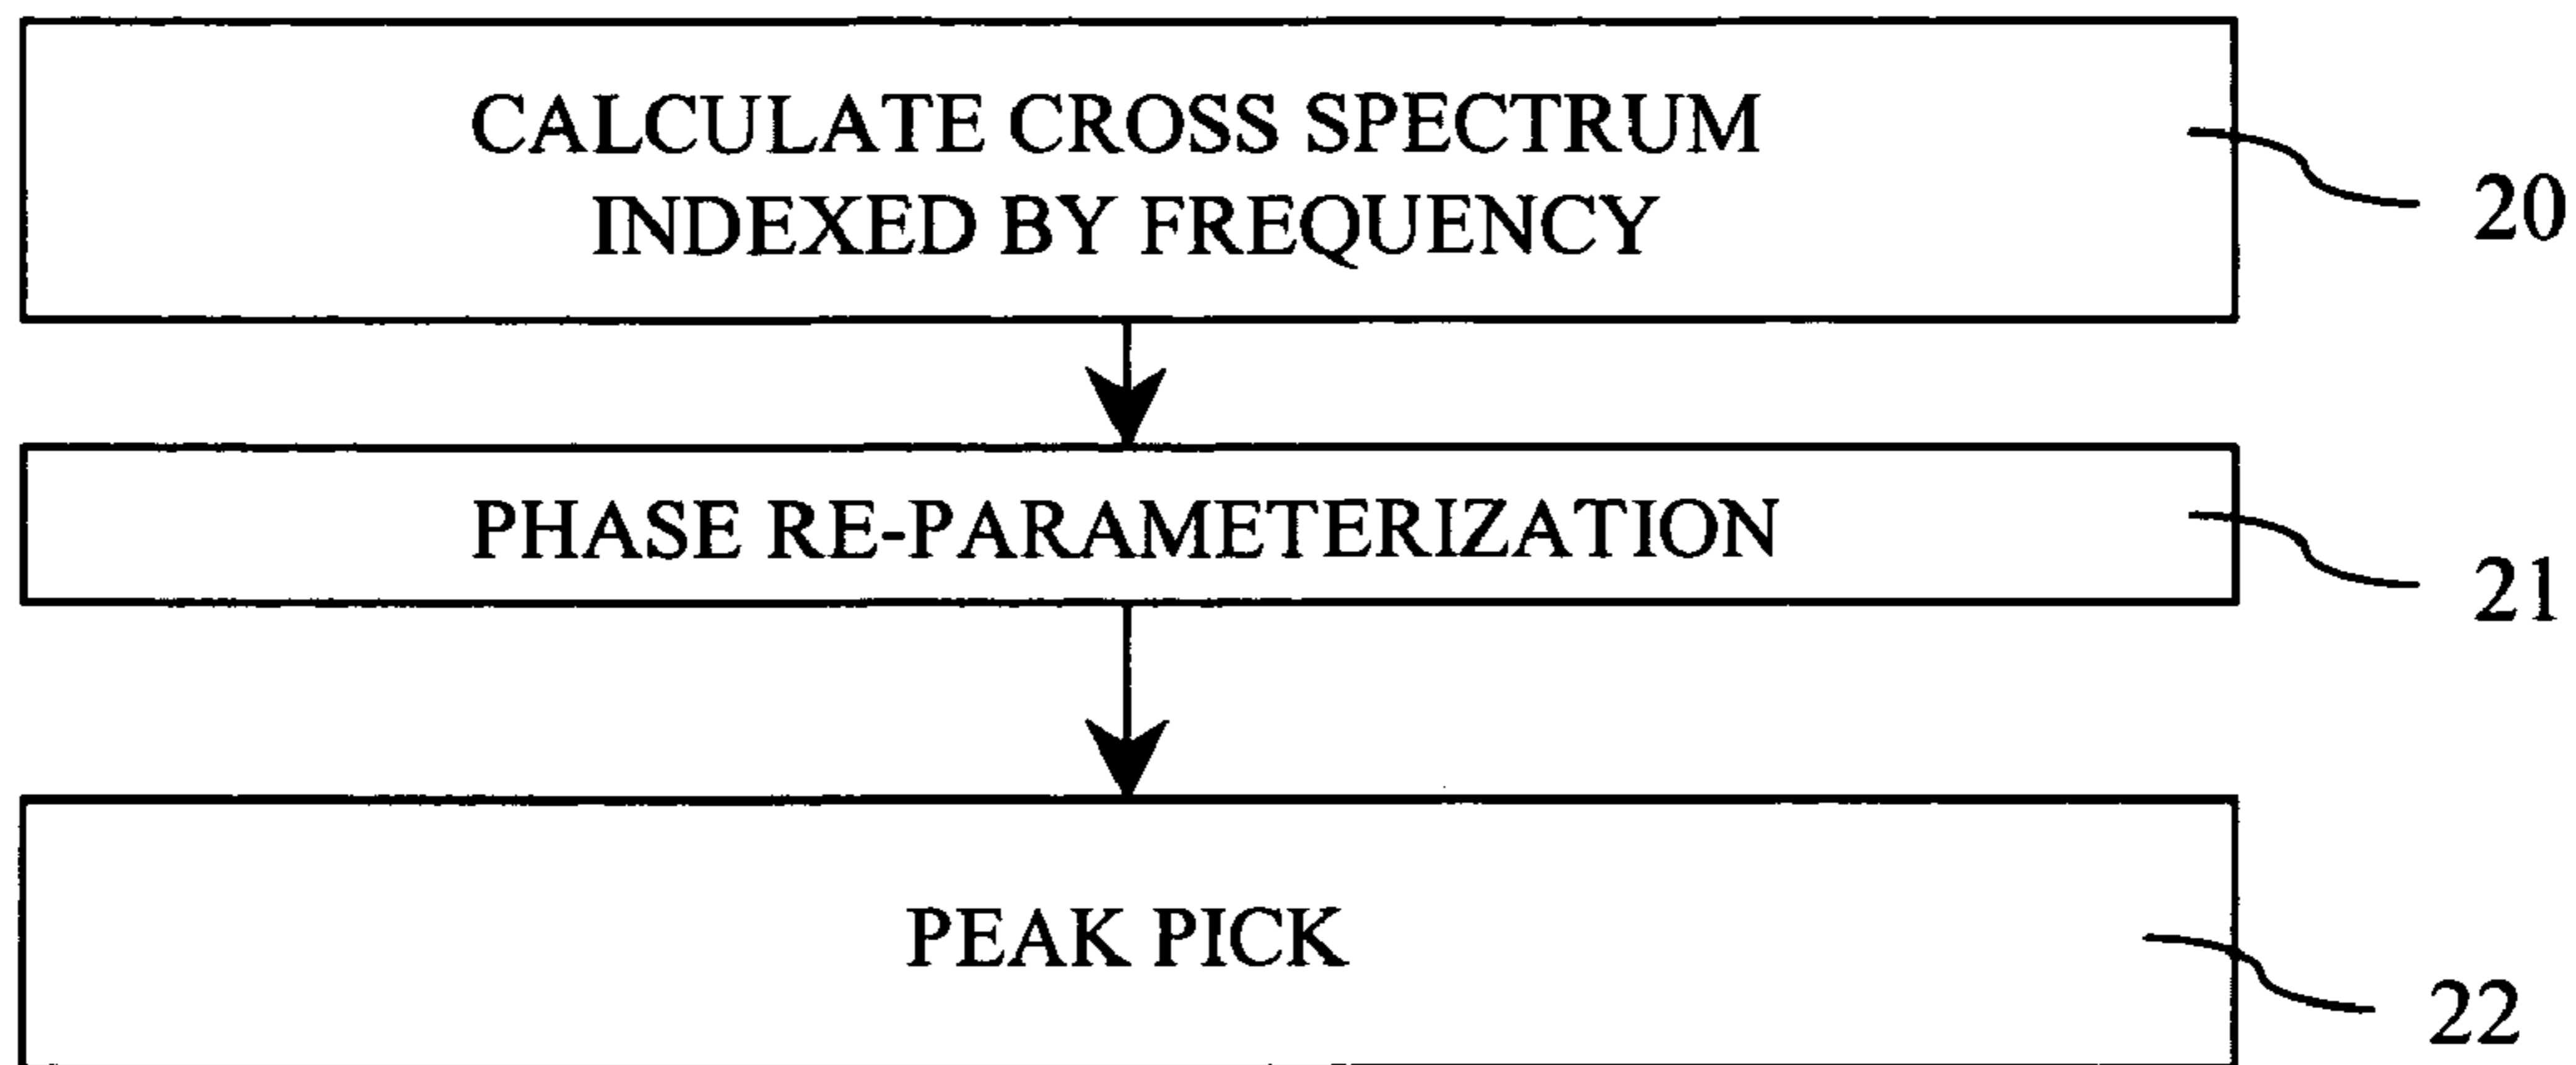 CALCULATE CROSS SPECTRUM
INDEXED BY FREQUENCY
20
PHASE RE-PARAMETERIZATION
21
PEAK PICK
22